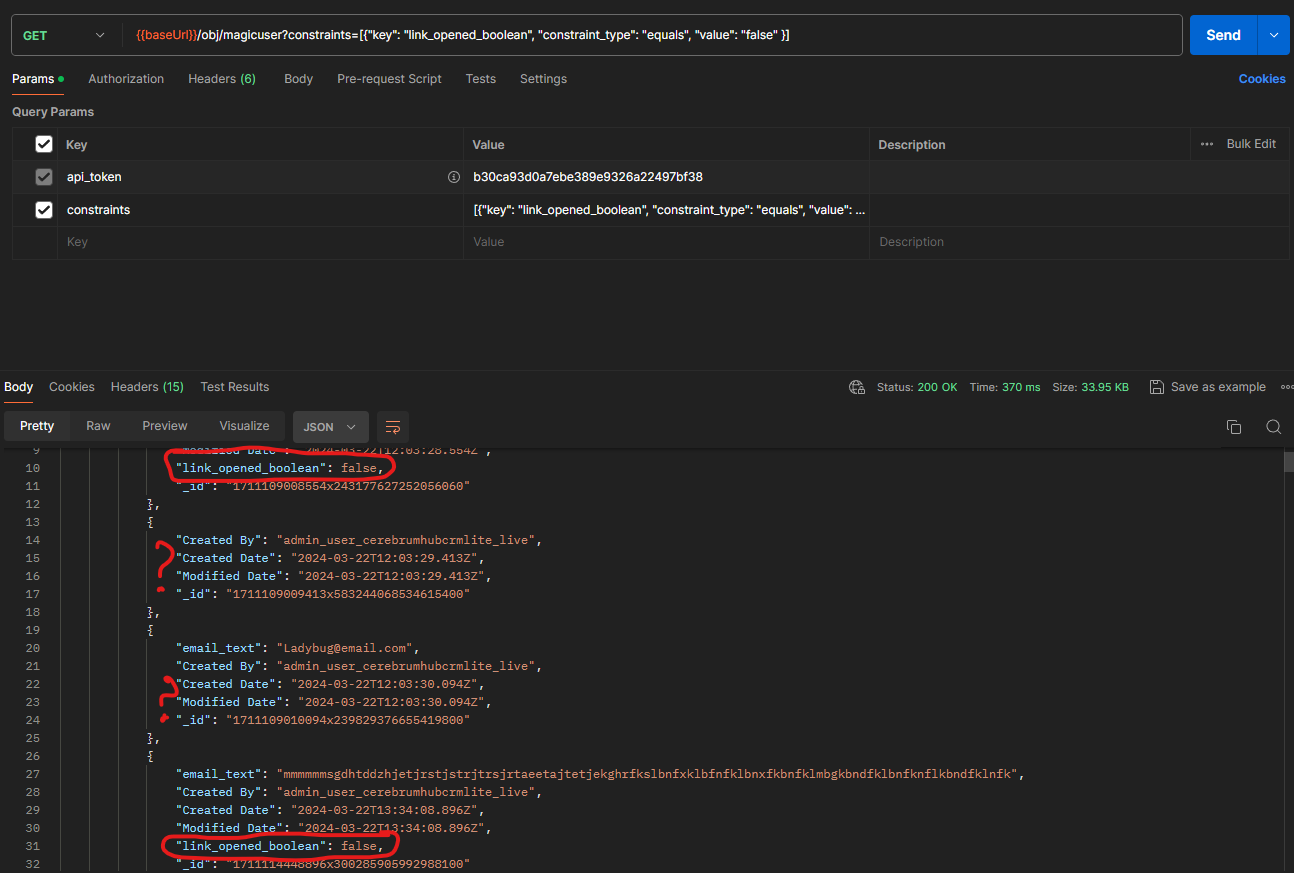 GET {{baseUrl}}/obj/magicuser?constraints=[{"key": "link_opened_boolean", "constraint_type": "equals", "value": "false" }] Send
Params Authorization Headers (6) Body Pre-request Script Tests Settings Cookies
Query Params
Key Value Description ••• Bulk Edit
api_token b30ca93d0a7ebe389e9326a22497bf38
constraints [{"key": "link_opened_boolean", "constraint_type": "equals", "value": ...
Key Value Description
Body Cookies Headers (15) Test Results Status: 200 OK Time: 370 ms Size: 33.95 KB Save as example
Pretty Raw Preview Visualize JSON
9 "Modified Date": "2024-03-22T12:03:28.554Z",
10 "link_opened_boolean": false,
11 "_id": "1711109008554x243177627252056060"
12 },
13 {
14 "Created By": "admin_user_cerebrumhubcrmlite_live",
15 "Created Date": "2024-03-22T12:03:29.413Z",
16 "Modified Date": "2024-03-22T12:03:29.413Z",
17 "_id": "1711109009413x583244068534615400"
18 },
19 {
20 "email_text": "Ladybug@email.com",
21 "Created By": "admin_user_cerebrumhubcrmlite_live",
22 "Created Date": "2024-03-22T12:03:30.094Z",
23 "Modified Date": "2024-03-22T12:03:30.094Z",
24 "_id": "1711109010094x239829376655419800"
25 },
26 {
27 "email_text": "mmmmmmsgdhtddzhjetjrstjstrjtrsjrtaeetajtetjekghrfkslbnfxklbfnfklbnxfkbnfklmbgkbndfklbnfknflkbndfklnfk",
28 "Created By": "admin_user_cerebrumhubcrmlite_live",
29 "Created Date": "2024-03-22T13:34:08.896Z",
30 "Modified Date": "2024-03-22T13:34:08.896Z",
31 "link_opened_boolean": false,
32 "_id": "1711114448896x300285905992988100"
?
?